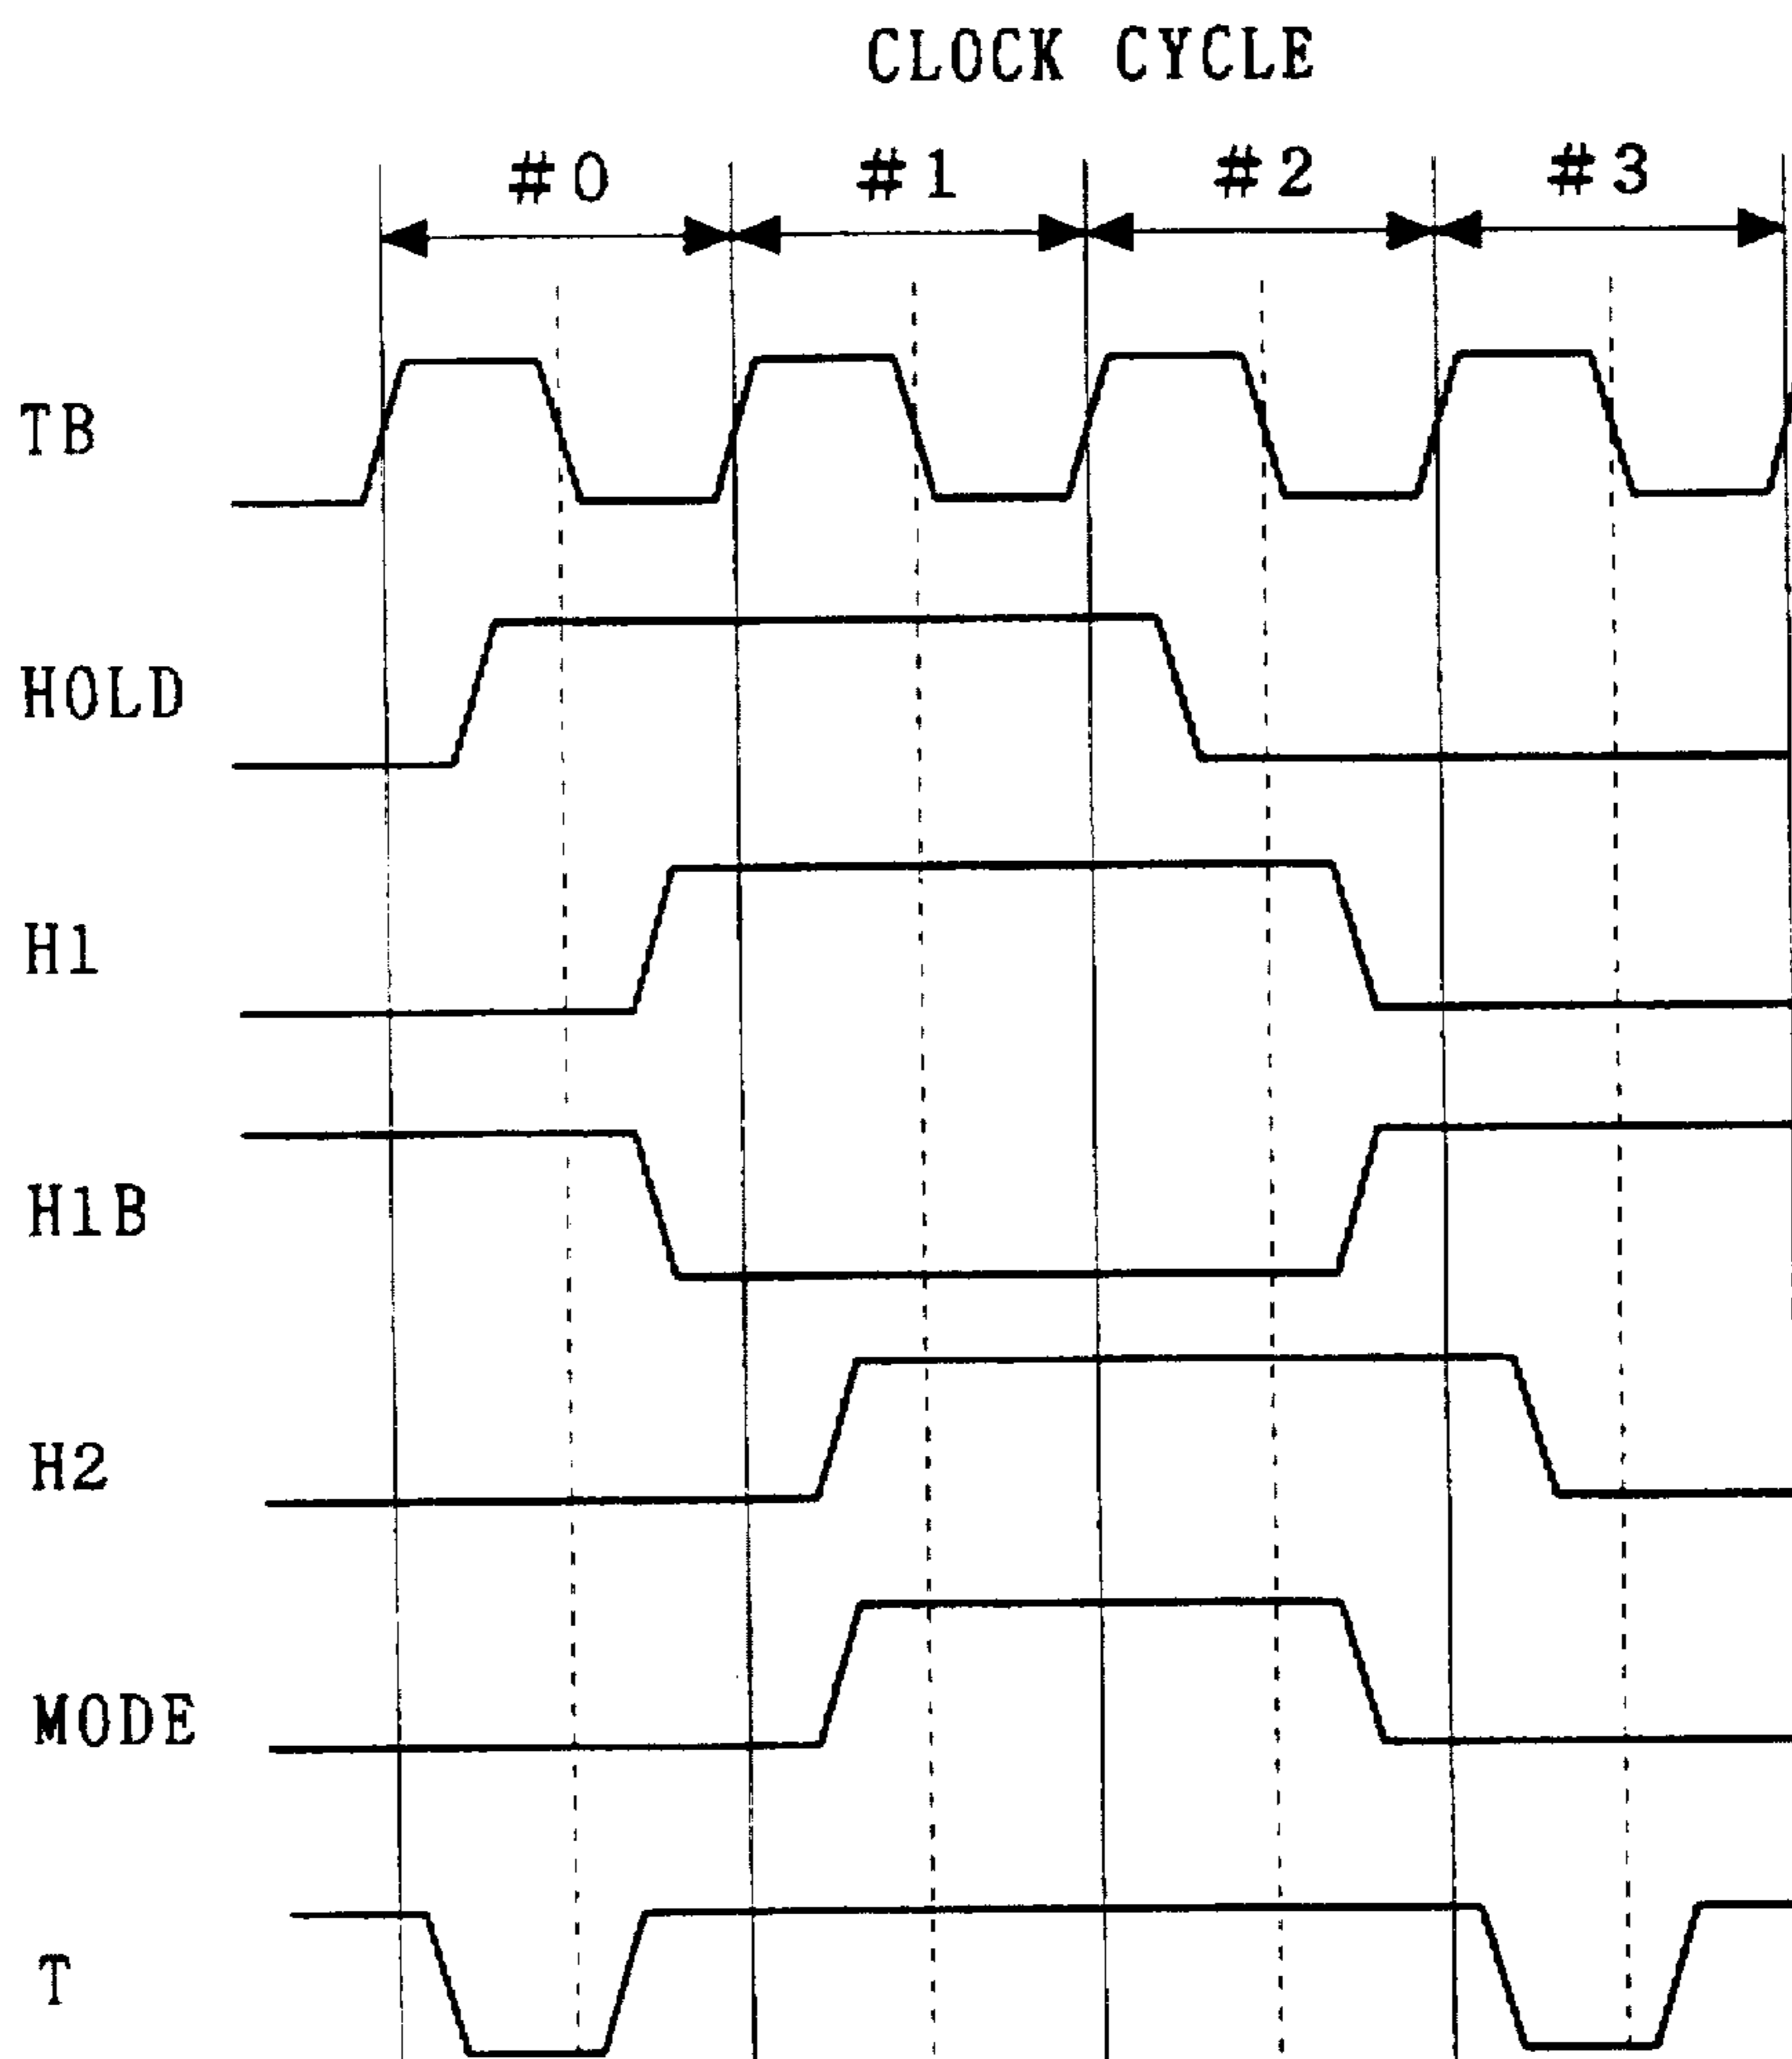 CLOCK CYCLE
#0 #1 #2 #3
TB
HOLD
H1
H1B
H2
MODE
T